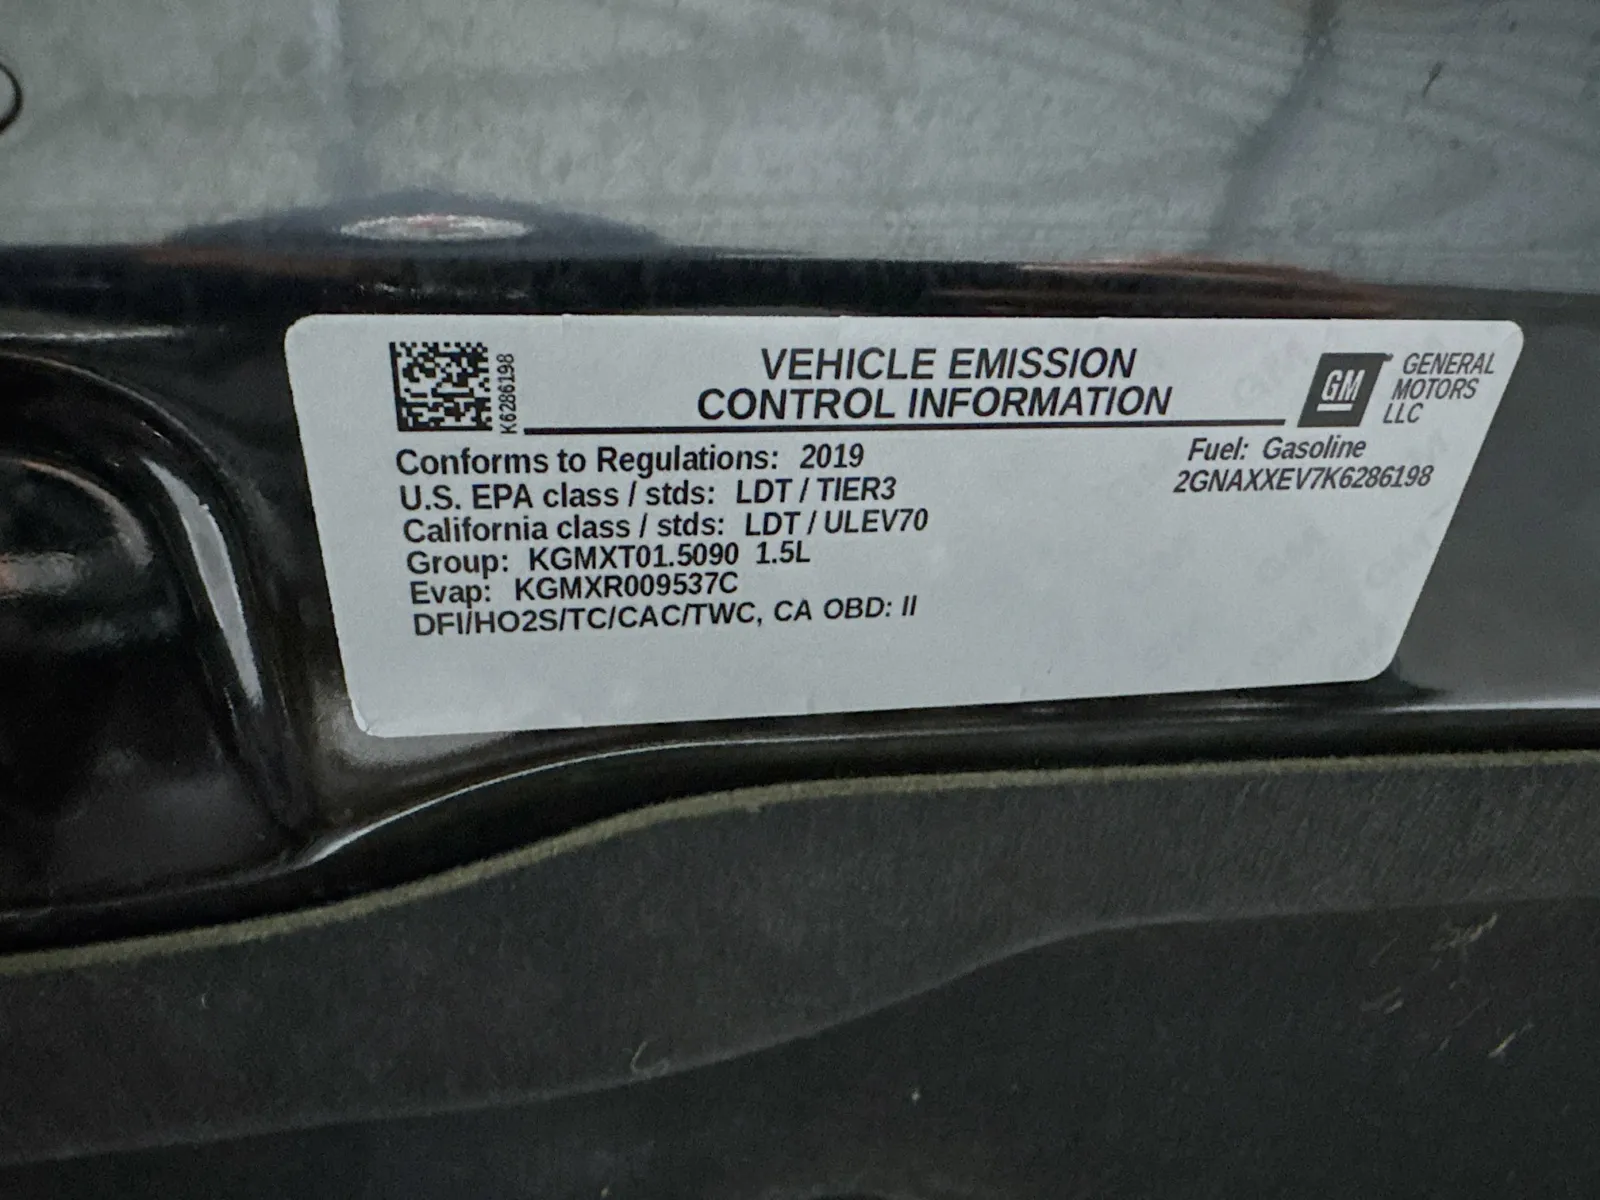 K6286198
VEHICLE EMISSION
CONTROL INFORMATION
GM
GENERAL
MOTORS
LLC
Conforms to Regulations: 2019
U.S. EPA class / stds: LDT / TIER3
California class / stds: LDT / ULEV70
Group: KGMXT01.5090 1.5L
Evap: KGMXR009537C
DFI/HO2S/TC/CAC/TWC, CA OBD: II
Fuel: Gasoline
2GNAXXEV7K6286198